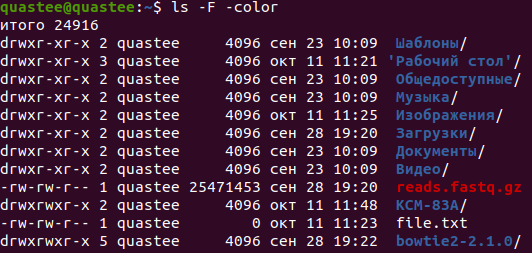 quastee@quastee:~$ ls -F -color
итого 24916
drwxr-xr-x 2 quastee     4096 сен 23 10:09  Шаблоны/
drwxr-xr-x 3 quastee     4096 окт 11 11:21 'Рабочий стол'/
drwxr-xr-x 2 quastee     4096 сен 23 10:09  Общедоступные/
drwxr-xr-x 2 quastee     4096 сен 23 10:09  Музыка/
drwxr-xr-x 2 quastee     4096 окт 11 11:25  Изображения/
drwxr-xr-x 2 quastee     4096 сен 28 19:20  Загрузки/
drwxr-xr-x 2 quastee     4096 сен 23 10:09  Документы/
drwxr-xr-x 2 quastee     4096 сен 23 10:09  Видео/
-rw-rw-r-- 1 quastee 25471453 сен 28 19:20  reads.fastq.gz
drwxrwxr-x 2 quastee     4096 окт 11 11:48  КСМ-83А/
-rw-rw-r-- 1 quastee        0 окт 11 11:23  file.txt
drwxrwxr-x 5 quastee     4096 сен 28 19:22  bowtie2-2.1.0/